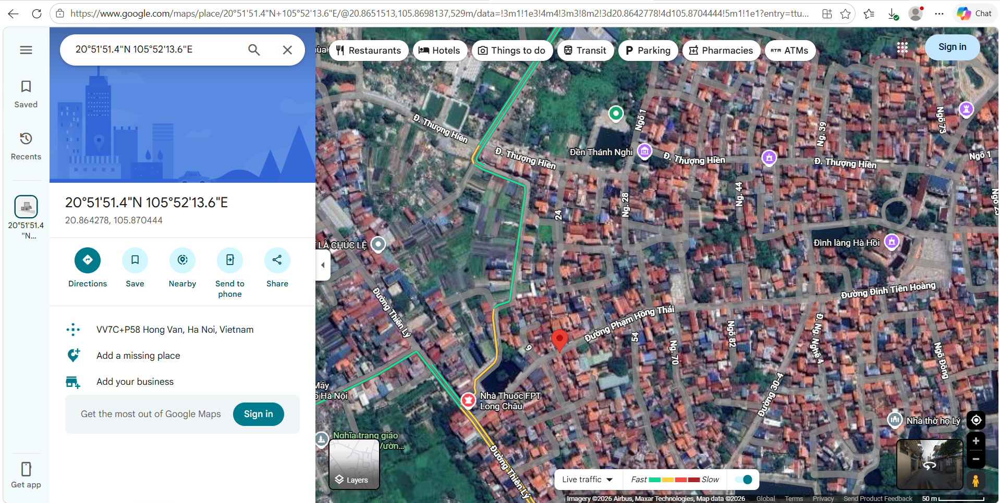 https://www.google.com/maps/place/20°51'51.4"N+105°52'13.6"E/@20.8651513,105.8698137,529m/data=!3m1!1e3!4m4!3m3!8m2!3d20.8642778!4d105.8704444!5m1!1e1?entry=ttu...
Chat
20°51'51.4"N 105°52'13.6"E
Saved
Recents
20°51'51.4
"N...
Get app
20°51'51.4"N 105°52'13.6"E
20.864278, 105.870444
Directions
Save
Nearby
Send to
phone
Share
VV7C+P58 Hong Van, Ha Noi, Vietnam
Add a missing place
Add your business
Get the most out of Google Maps
Sign in
Restaurants
Hotels
Things to do
Transit
Parking
Pharmacies
ATM ATMs
Sign in
Đ. Thượng Hiền
Đ. Thượng Hiền
Đền Thánh Nghi
Ngõ 1
Đ. Thượng Hiền
Ng. 39
Đ. Thượng Hiền
Ngõ 73
Ngõ 1
24
Ng. 28
Ng. 44
LÀ CHÚC LỆ
Đình làng Hà Hồi
Đường Thiên Lý
Đường Phạm Hồng Thái
Đường Đinh Tiên Hoàng
9
54
Ng. 70
Ngõ 82
Đ. Ng Nghê 4
Ngõ Đông
Máy
Hà Nội
Nhà Thuốc FPT
Long Châu
Đường 30-4
Nhà thờ họ Lý
Nghĩa trang giáo
Vườn...
Đường Thiên Lý
Layers
Live traffic
Fast
Slow
Imagery ©2026 Airbus, Maxar Technologies, Map data ©2026
Global
Terms
Privacy
Send Product Feedback
50 m